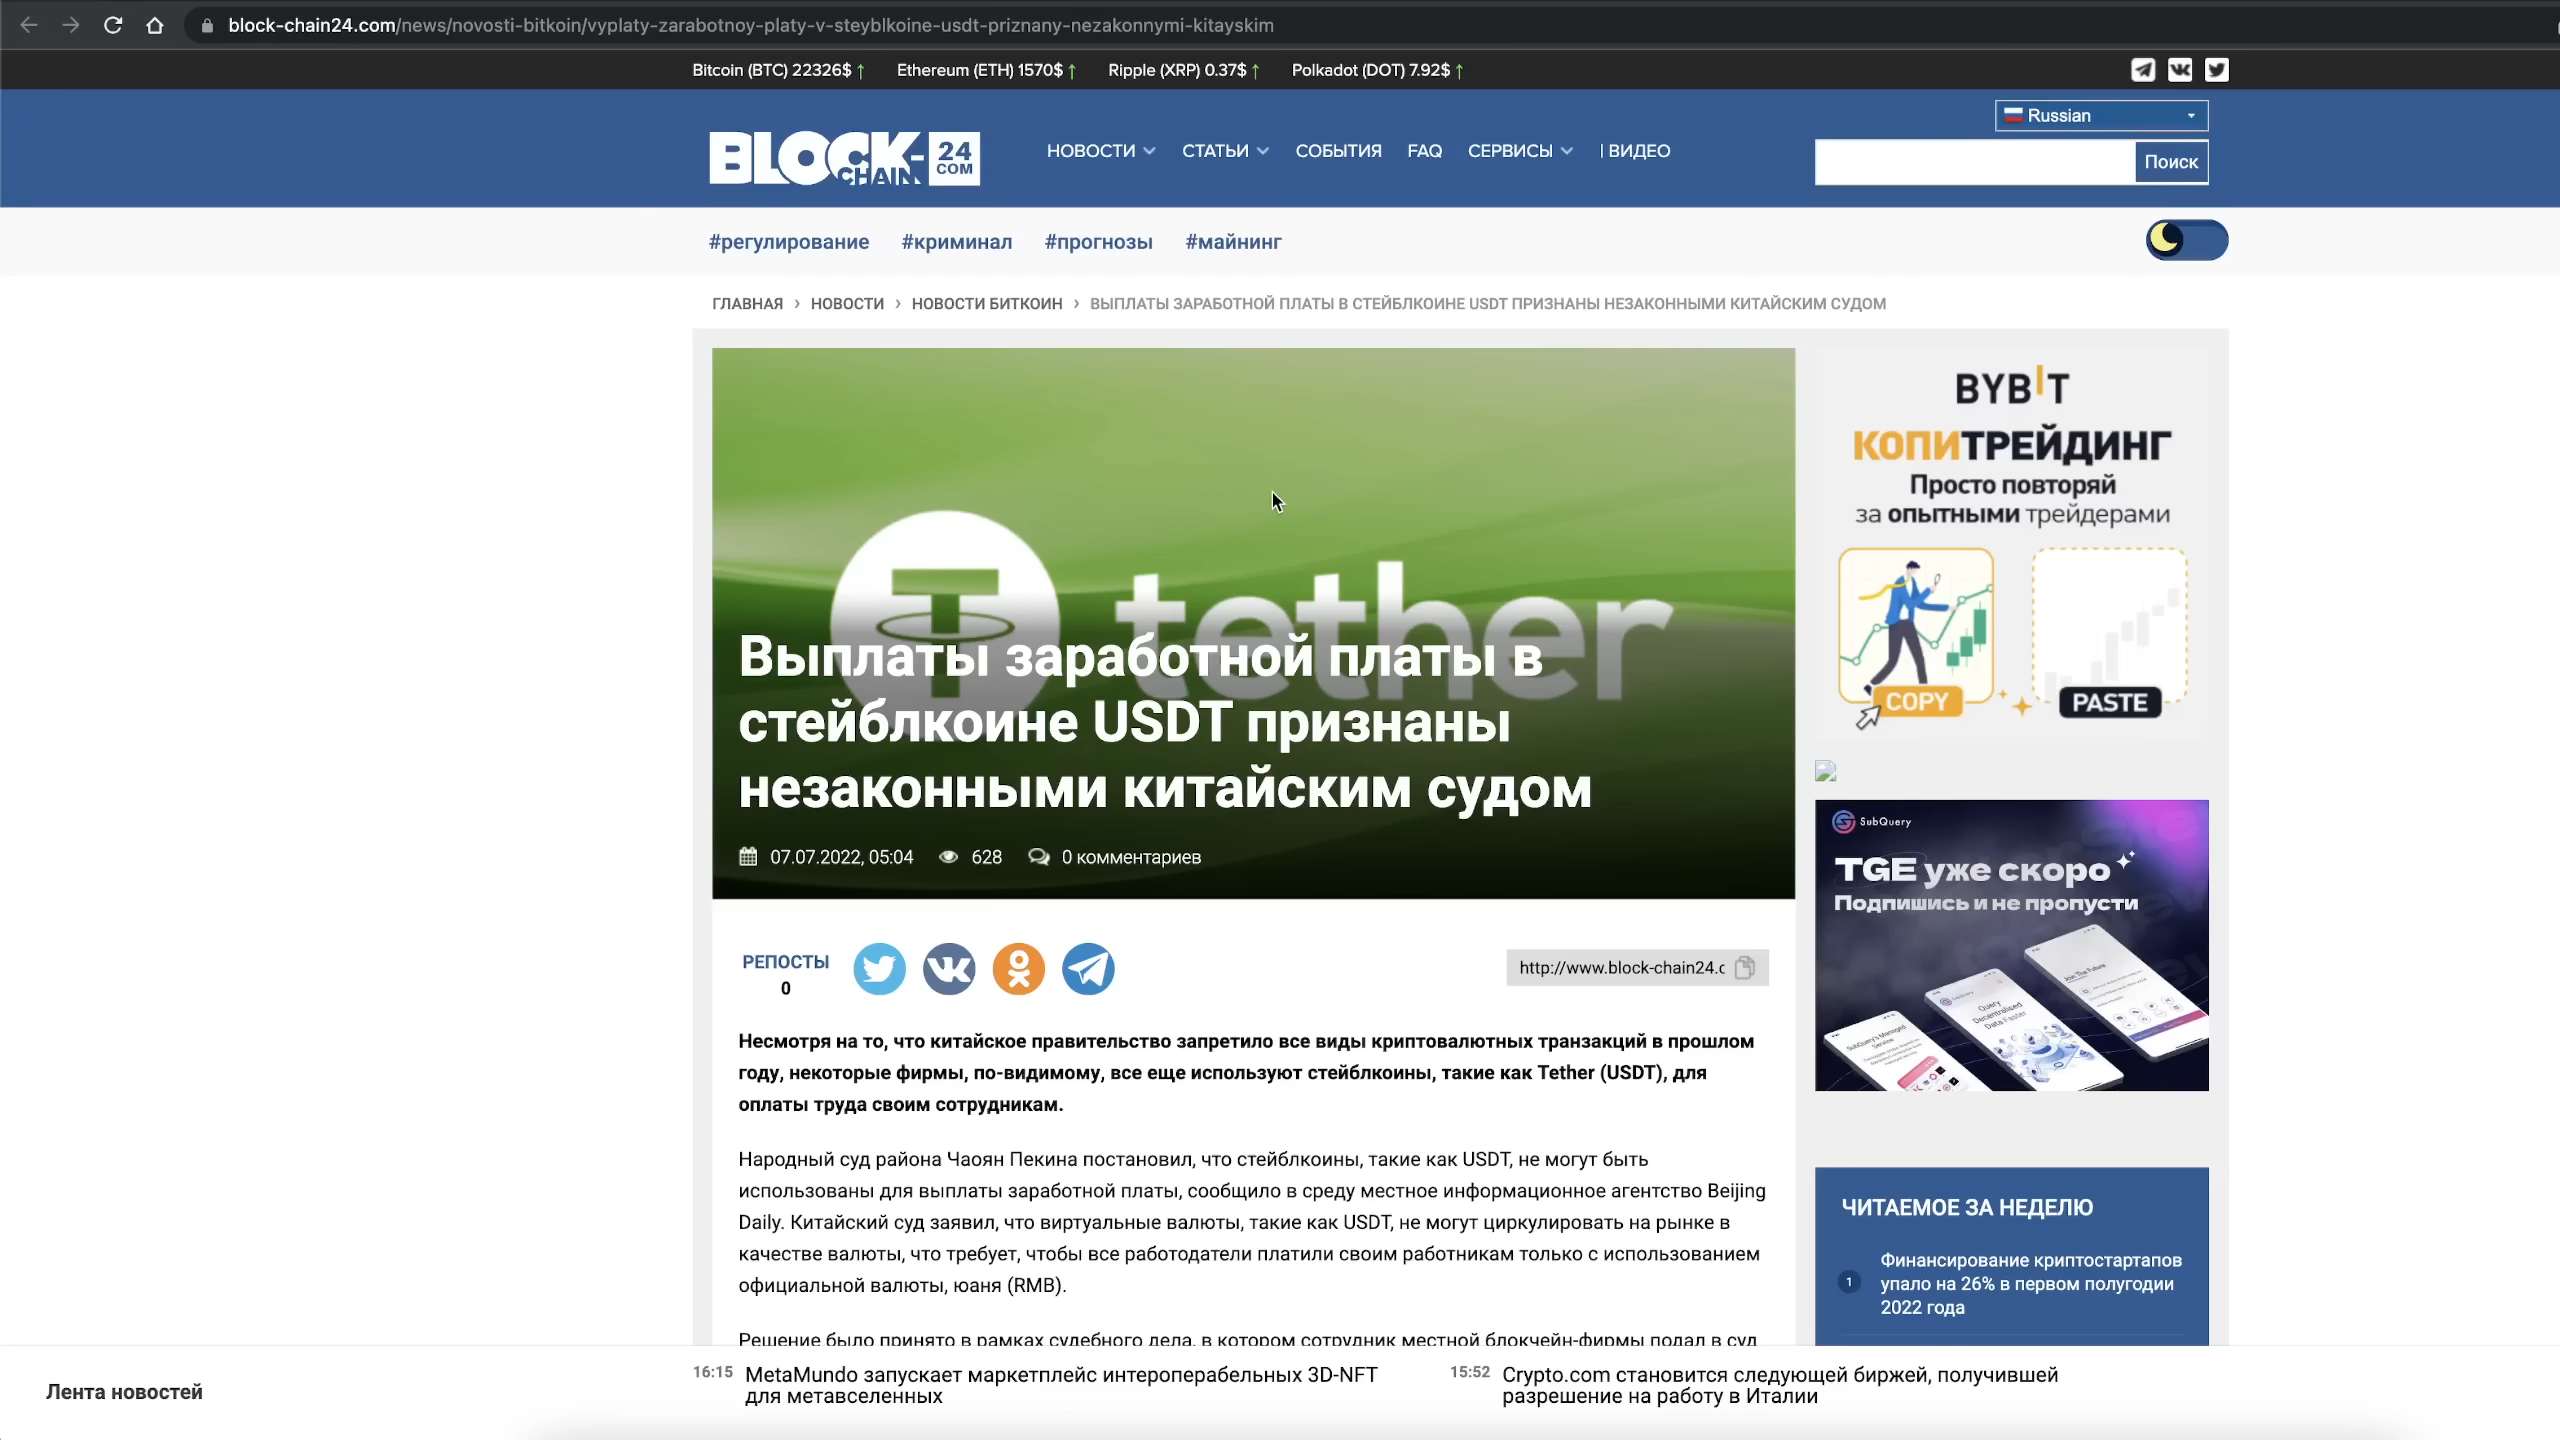 block-chain24.com/news/novosti-bitkoin/vyplaty-zarabotnoy-platy-v-steyblkoine-usdt-priznany-nezakonnymi-kitayskim
Bitcoin (BTC) 22326$ ↑ Ethereum (ETH) 1570$ ↑ Ripple (XRP) 0.37$ ↑ Polkadot (DOT) 7.92$ ↑
Russian
BLOCK-CHAIN 24 COM
НОВОСТИ СТАТЬИ СОБЫТИЯ FAQ СЕРВИСЫ | ВИДЕО
Поиск
#регулирование #криминал #прогнозы #майнинг
ГЛАВНАЯ › НОВОСТИ › НОВОСТИ БИТКОИН › ВЫПЛАТЫ ЗАРАБОТНОЙ ПЛАТЫ В СТЕЙБЛКОИНЕ USDT ПРИЗНАНЫ НЕЗАКОННЫМИ КИТАЙСКИМ СУДОМ
tether
Выплаты заработной платы в
стейблкоине USDT признаны
незаконными китайским судом
07.07.2022, 05:04 628 0 комментариев
РЕПОСТЫ
0
http://www.block-chain24.c
Несмотря на то, что китайское правительство запретило все виды криптовалютных транзакций в прошлом
году, некоторые фирмы, по-видимому, все еще используют стейблкоины, такие как Tether (USDT), для
оплаты труда своим сотрудникам.
Народный суд района Чаоян Пекина постановил, что стейблкоины, такие как USDT, не могут быть
использованы для выплаты заработной платы, сообщило в среду местное информационное агентство Beijing
Daily. Китайский суд заявил, что виртуальные валюты, такие как USDT, не могут циркулировать на рынке в
качестве валюты, что требует, чтобы все работодатели платили своим работникам только с использованием
официальной валюты, юаня (RMB).
Решение было принято в рамках судебного дела, в котором сотрудник местной блокчейн-фирмы подал в суд
BYBIT
КОПИТРЕЙДИНГ
Просто повторяй
за опытными трейдерами
COPY PASTE
SubQuery
TGE уже скоро
Подпишись и не пропусти
SubQuery's Managed
Service
Query
Decentralised
Data Faster
Join The Future
ЧИТАЕМОЕ ЗА НЕДЕЛЮ
1 Финансирование криптостартапов
упало на 26% в первом полугодии
2022 года
Лента новостей
16:15 MetaMundo запускает маркетплейс интероперабельных 3D-NFT
для метавселенных
15:52 Crypto.com становится следующей биржей, получившей
разрешение на работу в Италии